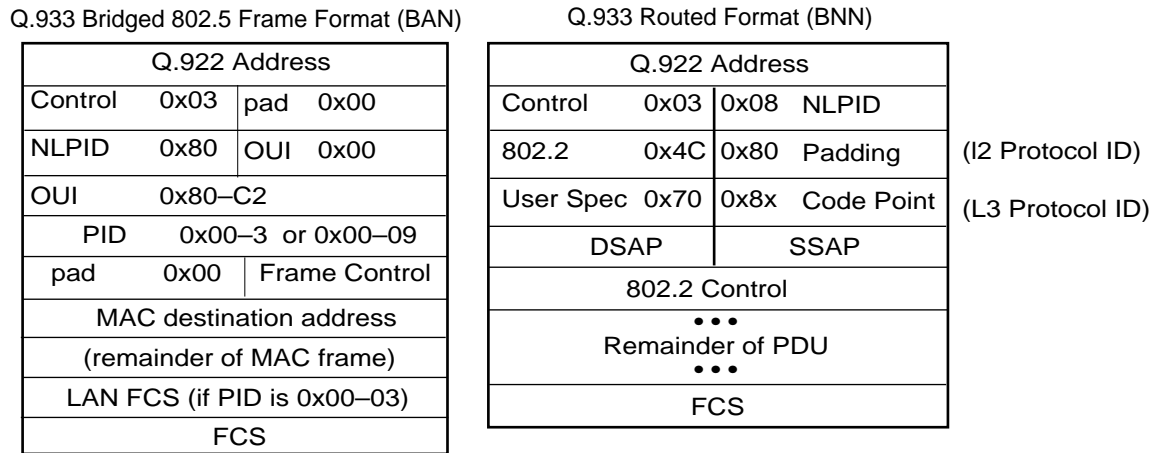 Q.933 Bridged 802.5 Frame Format (BAN)
Q.922 Address
Control 0x03 pad 0x00
NLPID 0x80 OUI 0x00
OUI 0x80–C2
PID 0x00–3 or 0x00–09
pad 0x00 Frame Control
MAC destination address
(remainder of MAC frame)
LAN FCS (if PID is 0x00–03)
FCS
Q.933 Routed Format (BNN)
Q.922 Address
Control 0x03 0x08 NLPID
802.2 0x4C 0x80 Padding (l2 Protocol ID)
User Spec 0x70 0x8x Code Point (L3 Protocol ID)
DSAP SSAP
802.2 Control
•••
Remainder of PDU
•••
FCS